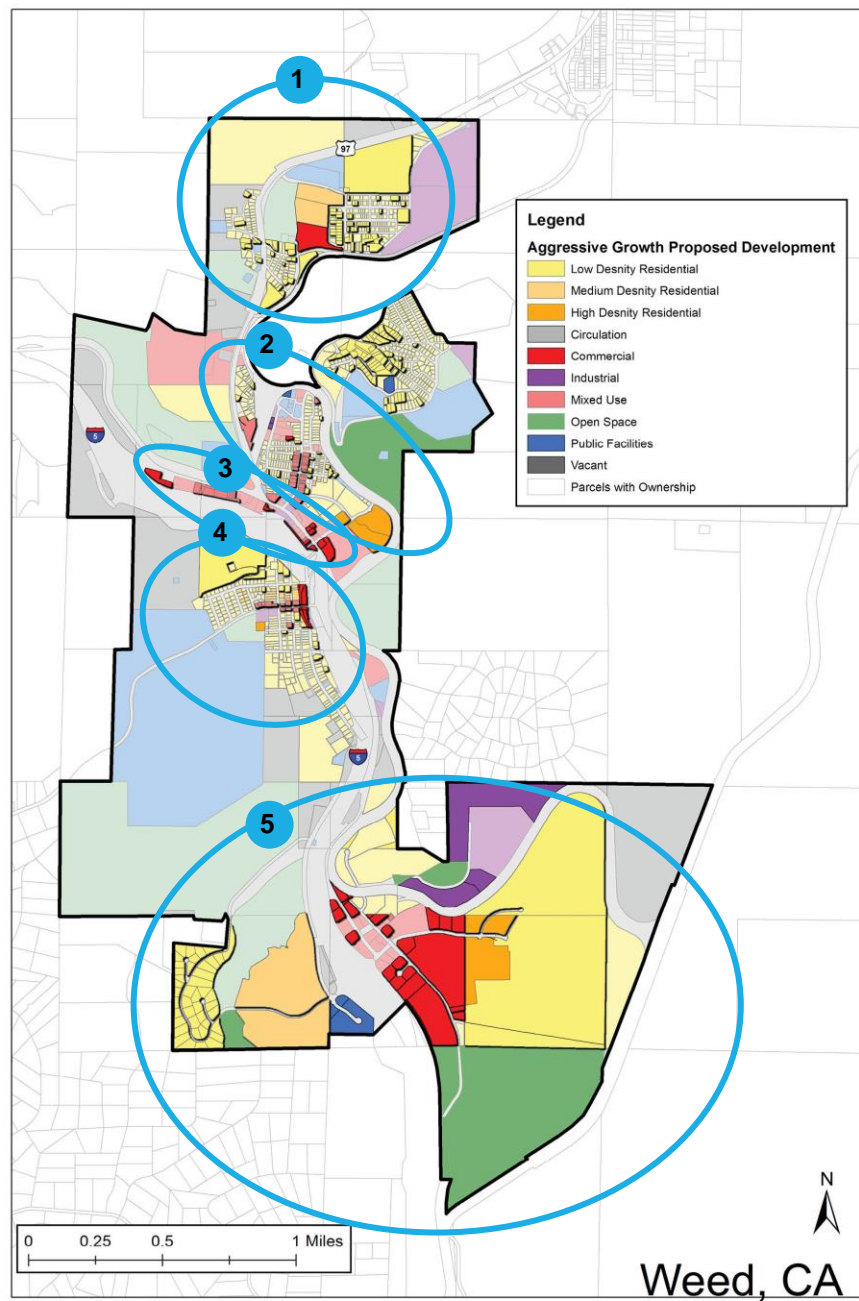 1
97
Legend
Aggressive Growth Proposed Development
Low Desnity Residential
Medium Desnity Residential
High Desnity Residential
Circulation
Commercial
Industrial
Mixed Use
Open Space
Public Facilities
Vacant
Parcels with Ownership
2
5
3
4
5
5
N
0 0.25 0.5 1 Miles
Weed, CA